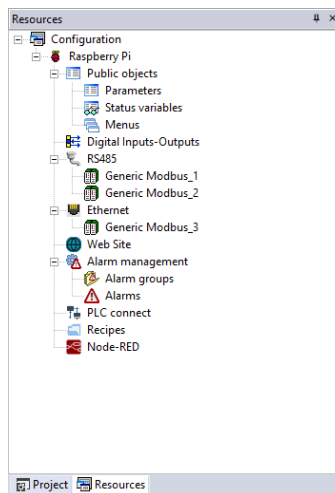 Resources
Configuration
Raspberry Pi
Public objects
Parameters
Status variables
Menus
Digital Inputs-Outputs
RS485
Generic Modbus_1
Generic Modbus_2
Ethernet
Generic Modbus_3
Web Site
Alarm management
Alarm groups
Alarms
PLC connect
Recipes
Node-RED
Project Resources